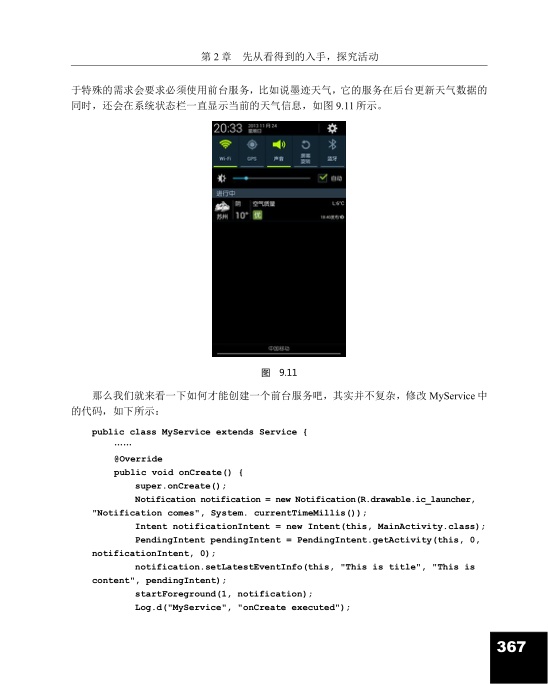 第 2 章 先从看得到的入手，探究活动
于特殊的需求会要求必须使用前台服务，比如说墨迹天气，它的服务在后台更新天气数据的
同时，还会在系统状态栏一直显示当前的天气信息，如图 9.11 所示。
20:33
Wi-Fi GPS 声音 屏幕旋转 蓝牙
自动
进行中
阴 空气质量
苏州 10° 优
中国移动
图 9.11
那么我们就来看一下如何才能创建一个前台服务吧，其实并不复杂，修改 MyService 中
的代码，如下所示：
public class MyService extends Service {
……
@Override
public void onCreate() {
super.onCreate();
Notification notification = new Notification(R.drawable.ic_launcher,
"Notification comes", System. currentTimeMillis());
Intent notificationIntent = new Intent(this, MainActivity.class);
PendingIntent pendingIntent = PendingIntent.getActivity(this, 0,
notificationIntent, 0);
notification.setLatestEventInfo(this, "This is title", "This is
content", pendingIntent);
startForeground(1, notification);
Log.d("MyService", "onCreate executed");
367